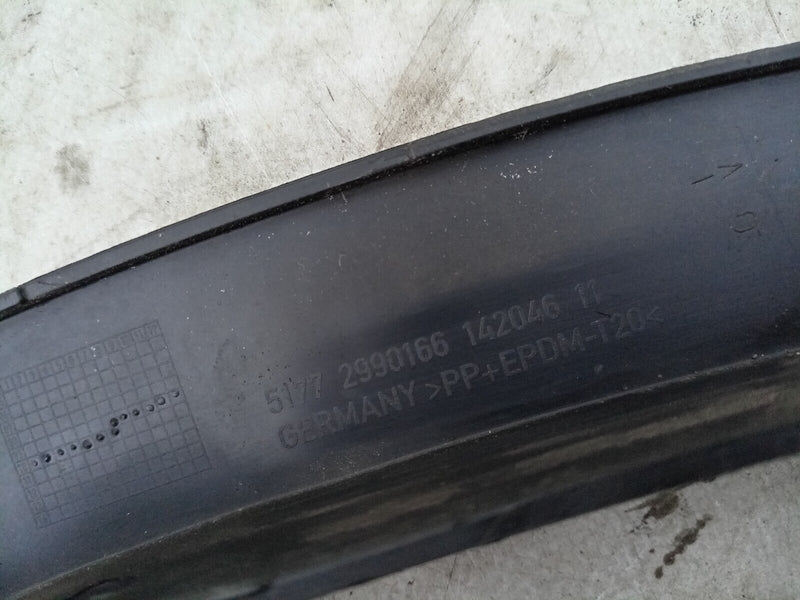 5177 2990166 142046 11
GERMANY >PP+EPDM-T20<